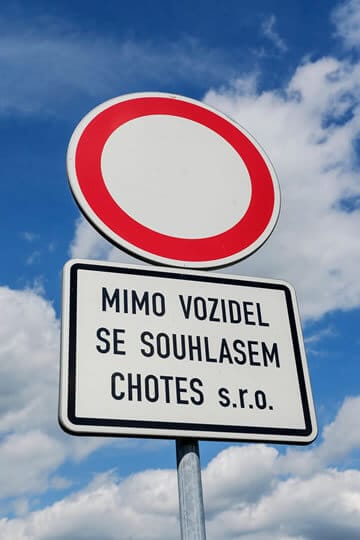 MIMO VOZIDEL
SE SOUHLASEM
CHOTES s.r.o.